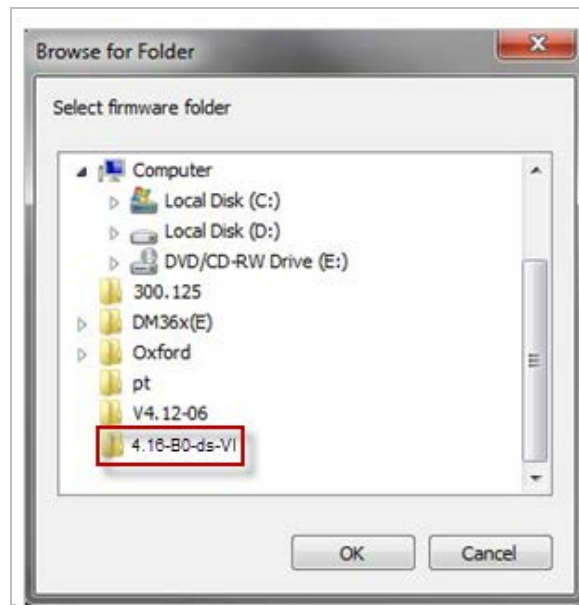 Browse for Folder
Select firmware folder
Computer
Local Disk (C:)
Local Disk (D:)
DVD/CD-RW Drive (E:)
300.125
DM36x(E)
Oxford
pt
V4.12-06
4.16-B0-ds-VI
OK
Cancel